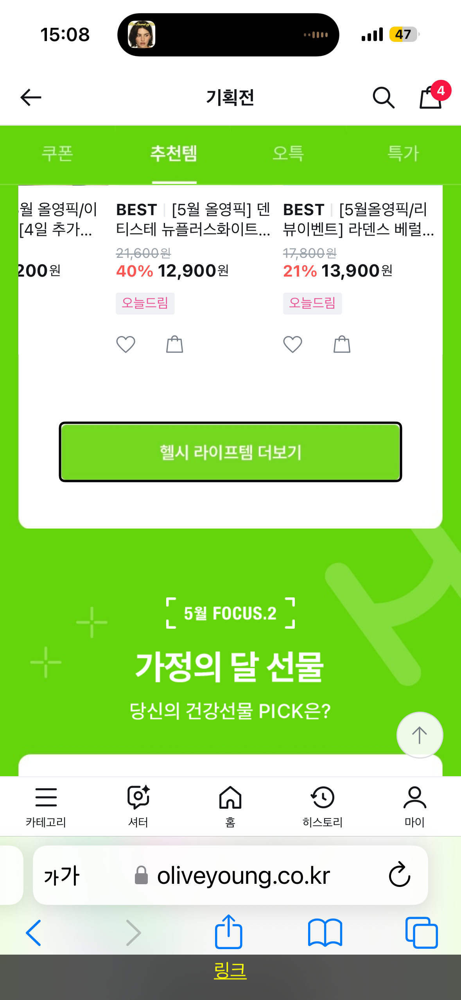 15:08
47
기획전
4
쿠폰
추천템
오특
특가
월 올영픽/이
[4일 추가...
200원
BEST | [5월 올영픽] 덴
티스테 뉴플러스화이트...
21,600원
40% 12,900원
오늘드림
BEST | [5월올영픽/리
뷰이벤트] 라덴스 베럴...
17,800원
21% 13,900원
오늘드림
헬시 라이프템 더보기
5월 FOCUS.2
가정의 달 선물
당신의 건강선물 PICK은?
카테고리
셔터
홈
히스토리
마이
가가
oliveyoung.co.kr
링크